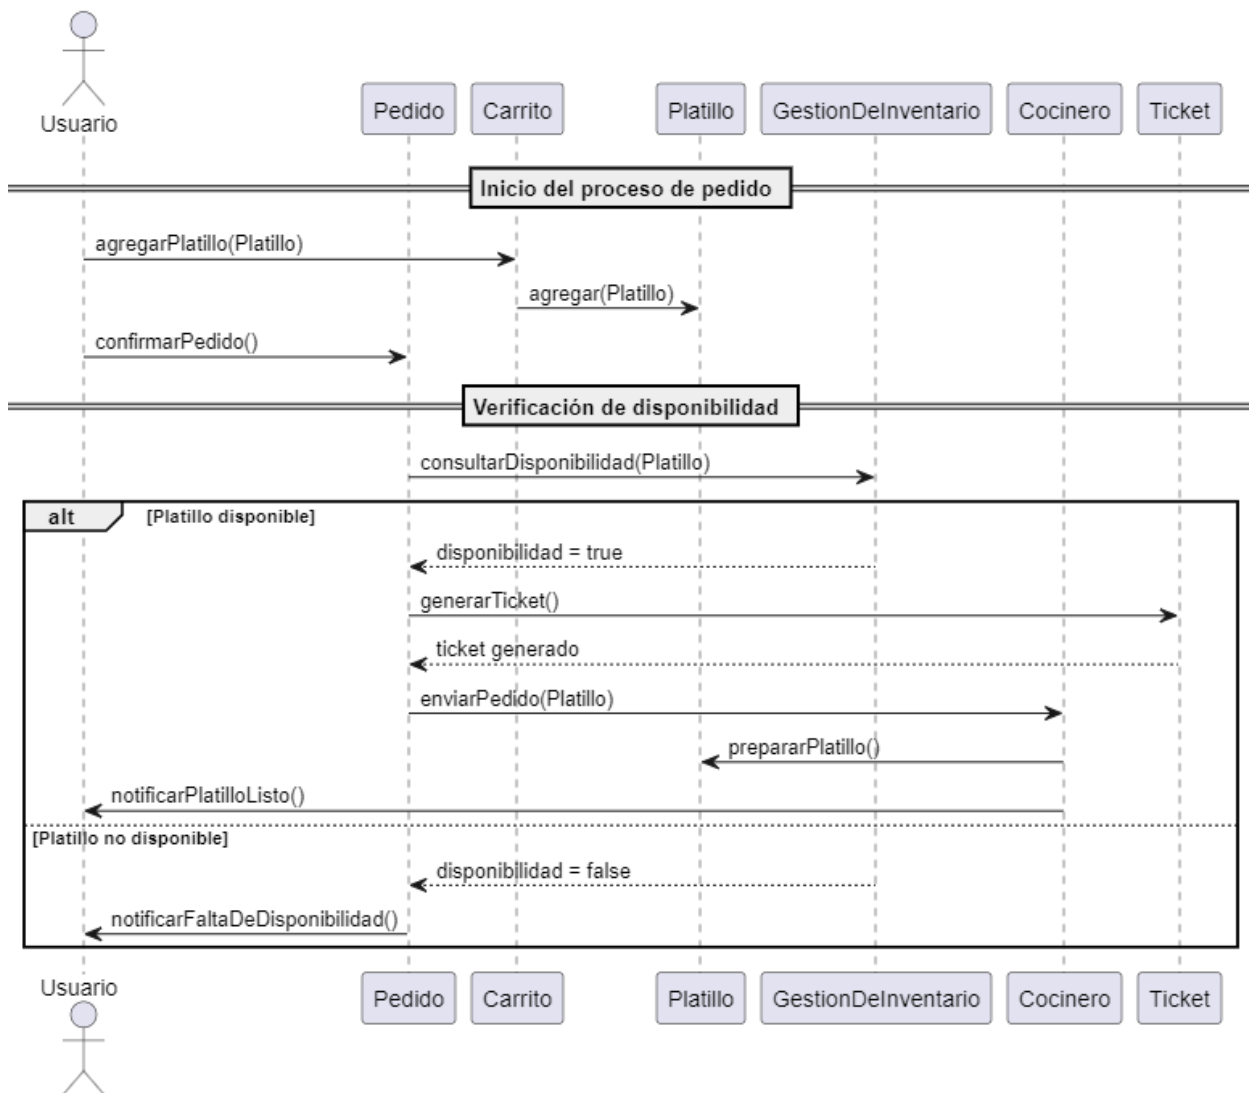 Usuario
Pedido
Carrito
Platillo
GestionDeInventario
Cocinero
Ticket
Inicio del proceso de pedido
agregarPlatillo(Platillo)
agregar(Platillo)
confirmarPedido()
Verificación de disponibilidad
consultarDisponibilidad(Platillo)
alt [Platillo disponible]
disponibilidad = true
generarTicket()
ticket generado
enviarPedido(Platillo)
prepararPlatillo()
notificarPlatilloListo()
[Platillo no disponible]
disponibilidad = false
notificarFaltaDeDisponibilidad()
Usuario
Pedido
Carrito
Platillo
GestionDeInventario
Cocinero
Ticket